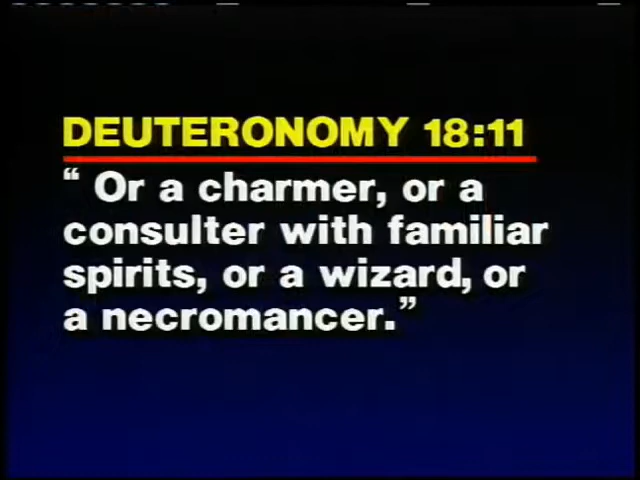 DEUTERONOMY 18:11
“ Or a charmer, or a
consulter with familiar
spirits, or a wizard, or
a necromancer.”